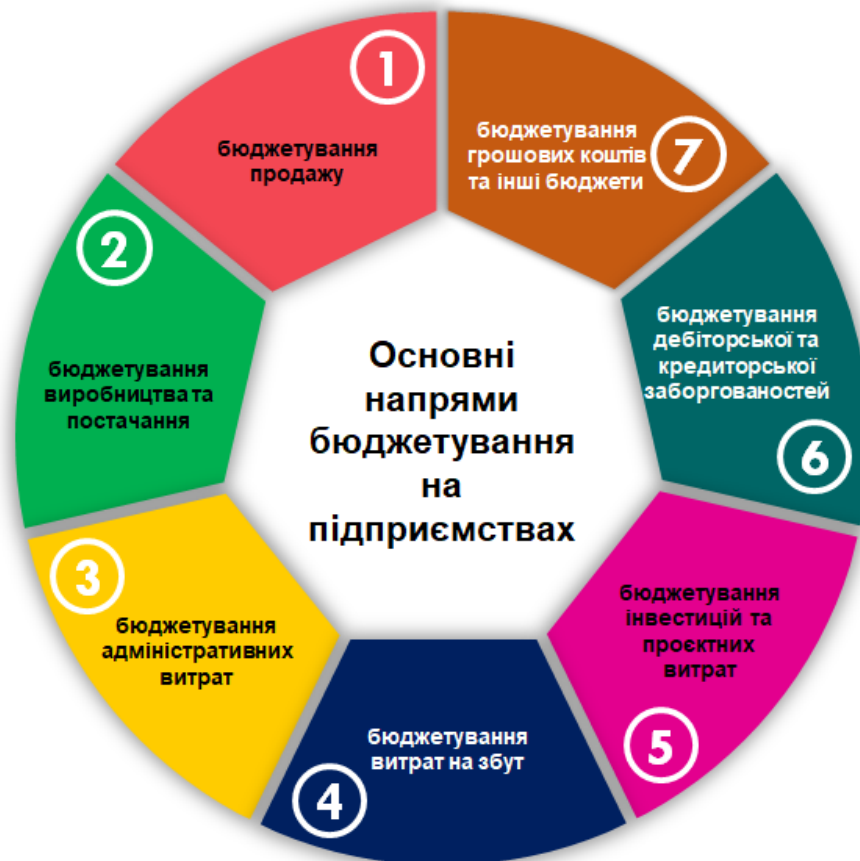 1
бюджетування
продажу
2
бюджетування
виробництва та
постачання
3
бюджетування
адміністративних
витрат
4
бюджетування
витрат на збут
5
бюджетування
інвестицій та
проєктних
витрат
6
бюджетування
дебіторської та
кредиторської
заборгованостей
7
бюджетування
грошових коштів
та інші бюджети
Основні
напрями
бюджетування
на
підприємствах